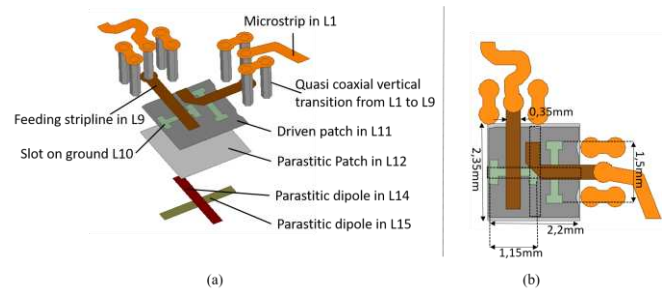 Microstrip in L1
Quasi coaxial vertical
transition from L1 to L9
Feeding stripline in L9
Slot on ground L10
Driven patch in L11
Parastitic Patch in L12
Parastitic dipole in L14
Parastitic dipole in L15
(a)
0,35mm
2,35mm
1,5mm
2,2mm
1,15mm
(b)